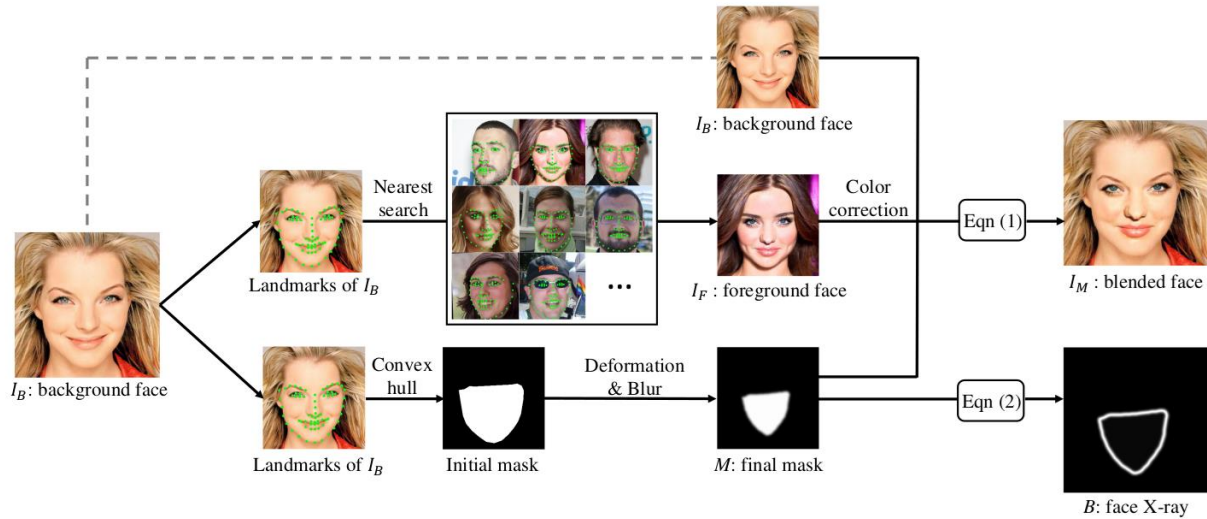 I_B: background face
Landmarks of I_B
Nearest
search
I_B: background face
I_F : foreground face
Color
correction
Eqn (1)
I_M : blended face
Landmarks of I_B
Convex
hull
Initial mask
Deformation
& Blur
M: final mask
Eqn (2)
B: face X-ray
...